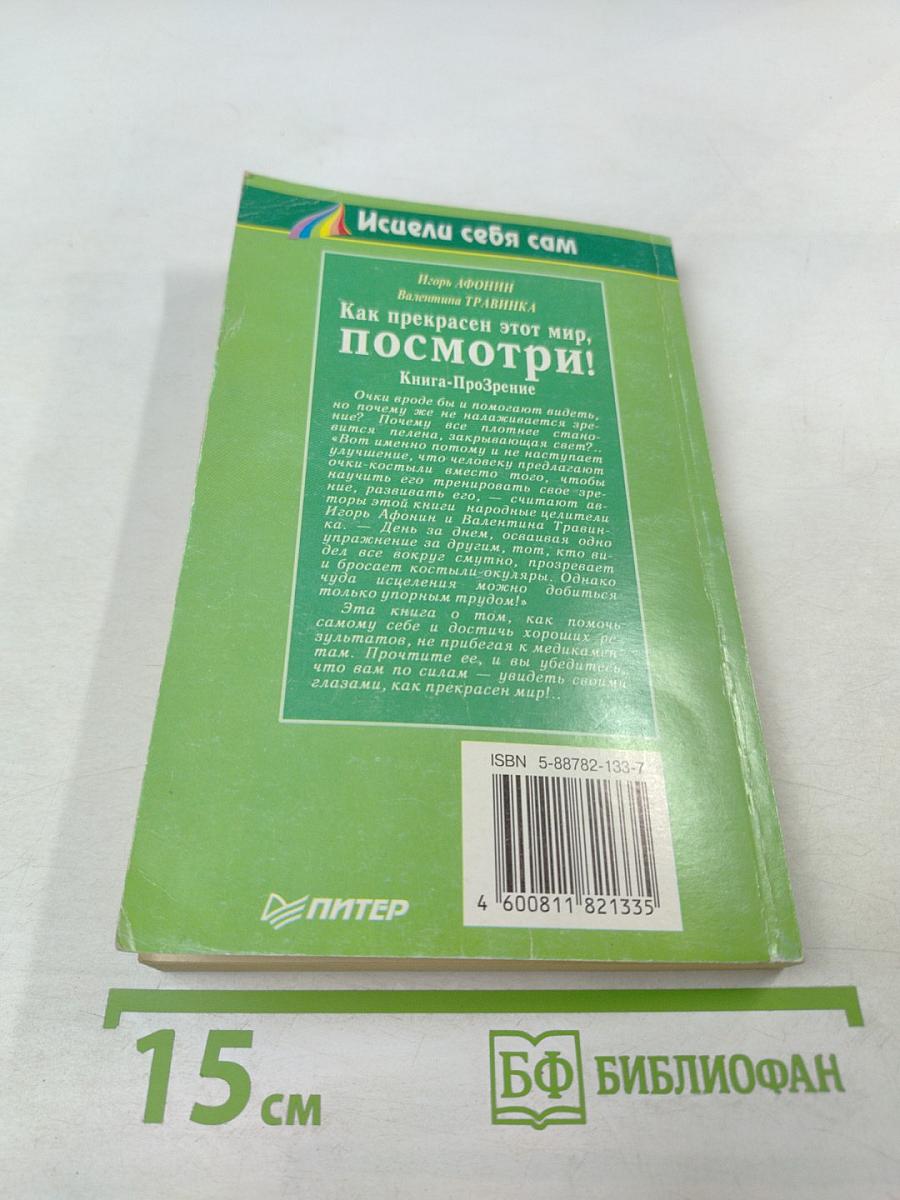 Исцели себя сам
Игорь АФОНИН
Валентина ТРАВИНКА
Как прекрасен этот мир,
ПОСМОТРИ!
Книга-ПроЗрение
Очки вроде бы и помогают видеть,
но почему же не налаживается зре-
ние? Почему все плотнее стано-
вится пелена, закрывающая свет?..
«Вот именно потому и не наступает
улучшение, что человеку предлагают
очки-костыли вместо того, чтобы
научить его тренировать свое зре-
ние, развивать его, — считают ав-
торы этой книги народные целители
Игорь Афонин и Валентина Травин-
ка. — День за днем, осваивая одно
упражнение за другим, тот, кто ви-
дел все вокруг смутно, прозревает
и бросает костыли-окуляры. Однако
чуда исцеления можно добиться
только упорным трудом!»
Эта книга о том, как помочь
самому себе и достичь хороших ре-
зультатов, не прибегая к медикамен-
там. Прочтите ее, и вы убедитесь,
что вам по силам — увидеть своими
глазами, как прекрасен мир!..
ISBN 5-88782-133-7
4 600811 821335
ПИТЕР
15 см
БФ БИБЛИОФАН